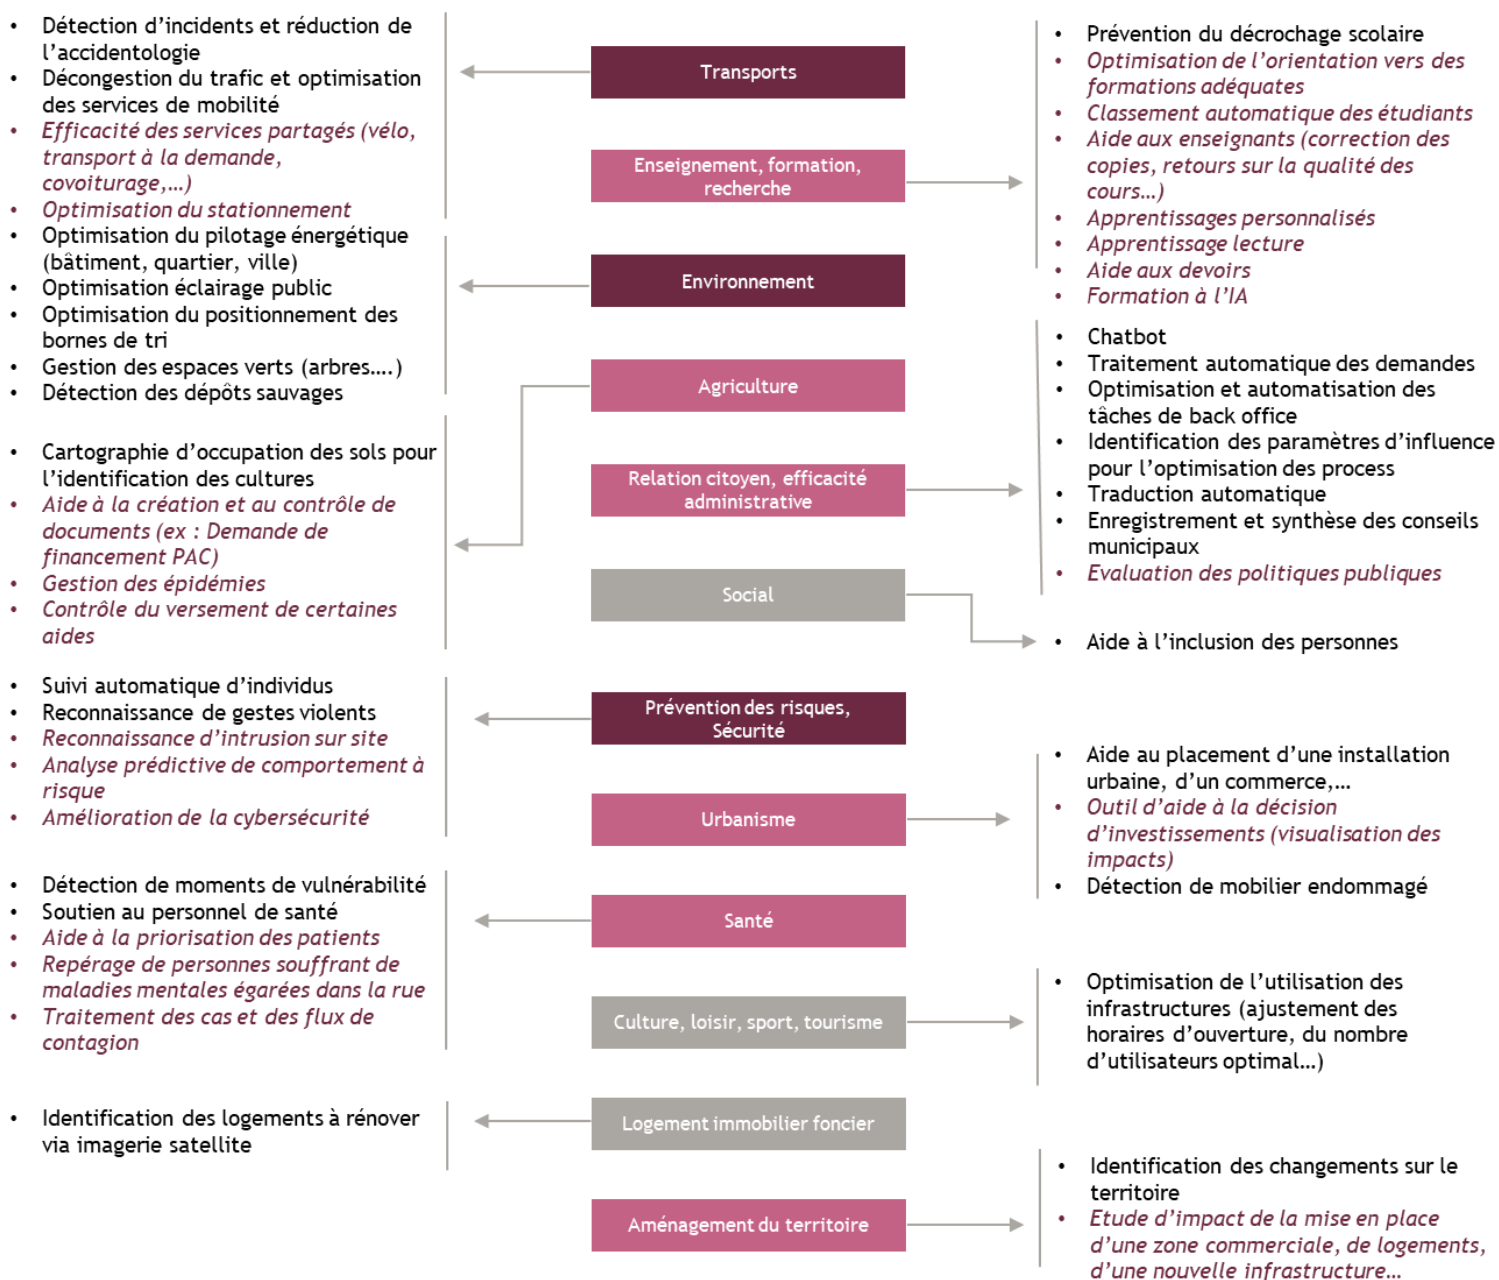 • Détection d’incidents et réduction de
l’accidentologie
• Décongestion du trafic et optimisation
des services de mobilité
• Efficacité des services partagés (vélo,
transport à la demande,
covoiturage,…)
• Optimisation du stationnement
Transports
Enseignement, formation,
recherche
• Prévention du décrochage scolaire
• Optimisation de l’orientation vers des
formations adéquates
• Classement automatique des étudiants
• Aide aux enseignants (correction des
copies, retours sur la qualité des
cours…)
• Apprentissages personnalisés
• Apprentissage lecture
• Aide aux devoirs
• Formation à l’IA
• Optimisation du pilotage énergétique
(bâtiment, quartier, ville)
• Optimisation éclairage public
• Optimisation du positionnement des
bornes de tri
• Gestion des espaces verts (arbres….)
• Détection des dépôts sauvages
Environnement
Agriculture
• Cartographie d’occupation des sols pour
l’identification des cultures
• Aide à la création et au contrôle de
documents (ex : Demande de
financement PAC)
• Gestion des épidémies
• Contrôle du versement de certaines
aides
Relation citoyen, efficacité
administrative
• Chatbot
• Traitement automatique des demandes
• Optimisation et automatisation des
tâches de back office
• Identification des paramètres d’influence
pour l’optimisation des process
• Traduction automatique
• Enregistrement et synthèse des conseils
municipaux
• Evaluation des politiques publiques
Social
• Aide à l’inclusion des personnes
• Suivi automatique d’individus
• Reconnaissance de gestes violents
• Reconnaissance d’intrusion sur site
• Analyse prédictive de comportement à
risque
• Amélioration de la cybersécurité
Prévention des risques,
Sécurité
Urbanisme
• Aide au placement d’une installation
urbaine, d’un commerce,…
• Outil d’aide à la décision
d’investissements (visualisation des
impacts)
• Détection de mobilier endommagé
• Détection de moments de vulnérabilité
• Soutien au personnel de santé
• Aide à la priorisation des patients
• Repérage de personnes souffrant de
maladies mentales égarées dans la rue
• Traitement des cas et des flux de
contagion
Santé
Culture, loisir, sport, tourisme
• Optimisation de l’utilisation des
infrastructures (ajustement des
horaires d’ouverture, du nombre
d’utilisateurs optimal…)
• Identification des logements à rénover
via imagerie satellite
Logement immobilier foncier
Aménagement du territoire
• Identification des changements sur le
territoire
• Etude d’impact de la mise en place
d’une zone commerciale, de logements,
d’une nouvelle infrastructure…